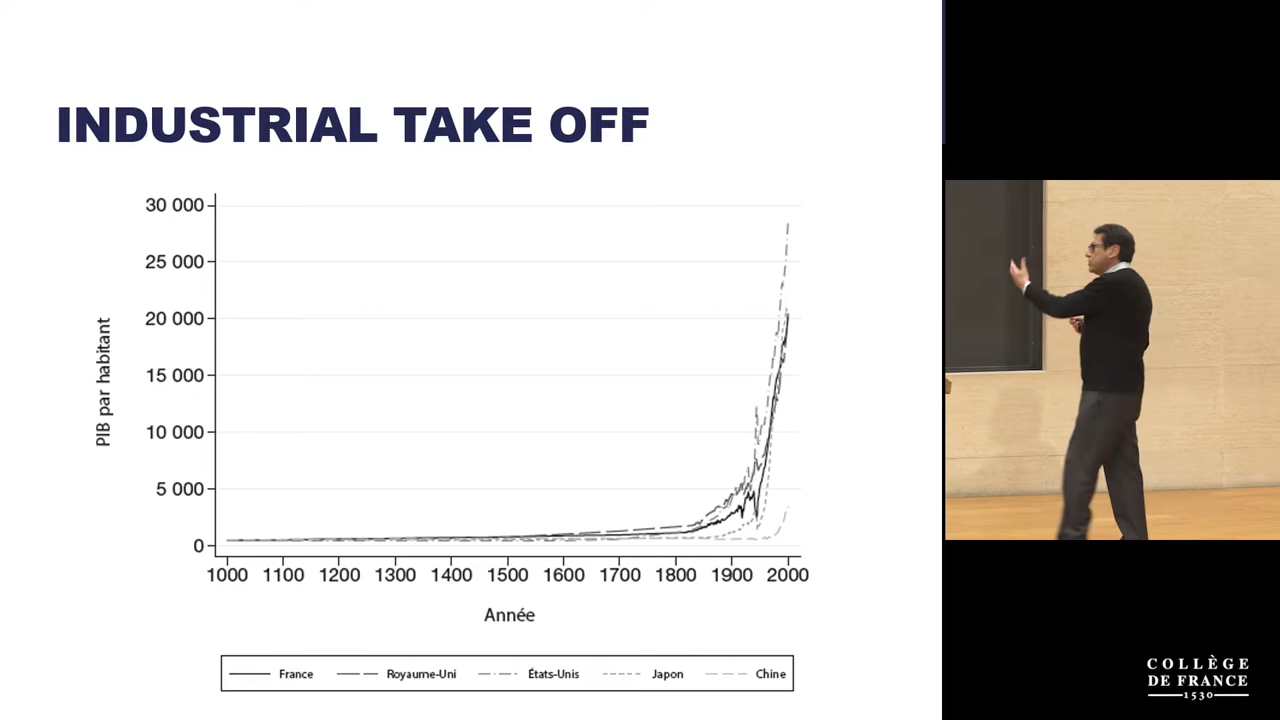 INDUSTRIAL TAKE OFF
30 000
25 000
20 000
15 000
10 000
5 000
0
PIB par habitant
1000 1100 1200 1300 1400 1500 1600 1700 1800 1900 2000
Année
France Royaume-Uni États-Unis Japon Chine
COLLÈGE
DE FRANCE
1530